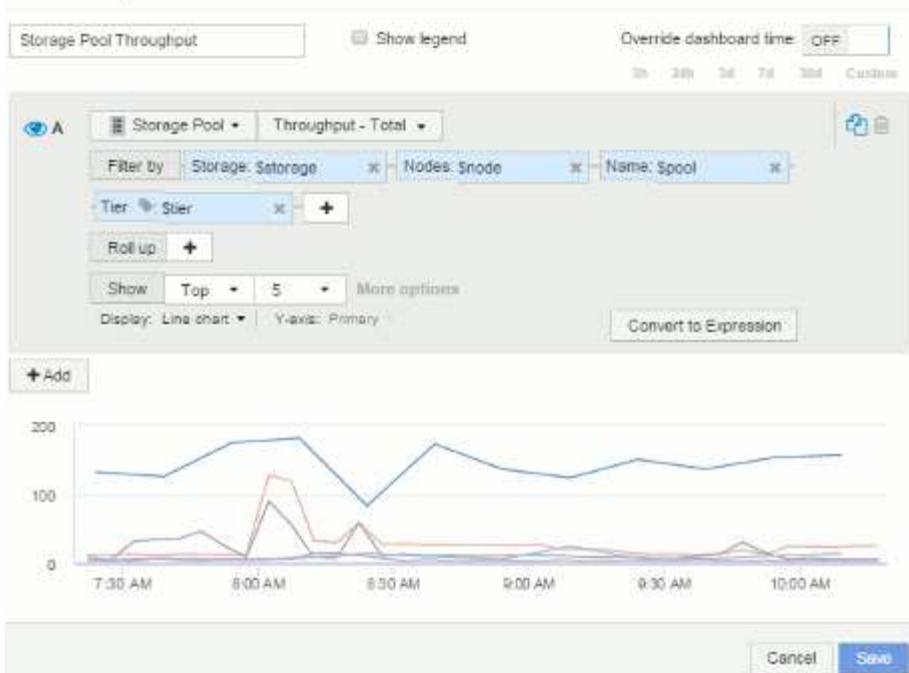 Storage Pool Throughput Show legend Override dashboard time: OFF
3h 24h 3d 7d 30d Custom
A Storage Pool Throughput - Total
Filter by Storage: $storage Nodes: $node Name: $pool
Tier $tier +
Roll up +
Show Top 5 More options
Display: Line chart Y-axis: Primary Convert to Expression
+ Add
200
100
0
7:30 AM 8:00 AM 8:30 AM 9:00 AM 9:30 AM 10:00 AM
Cancel Save